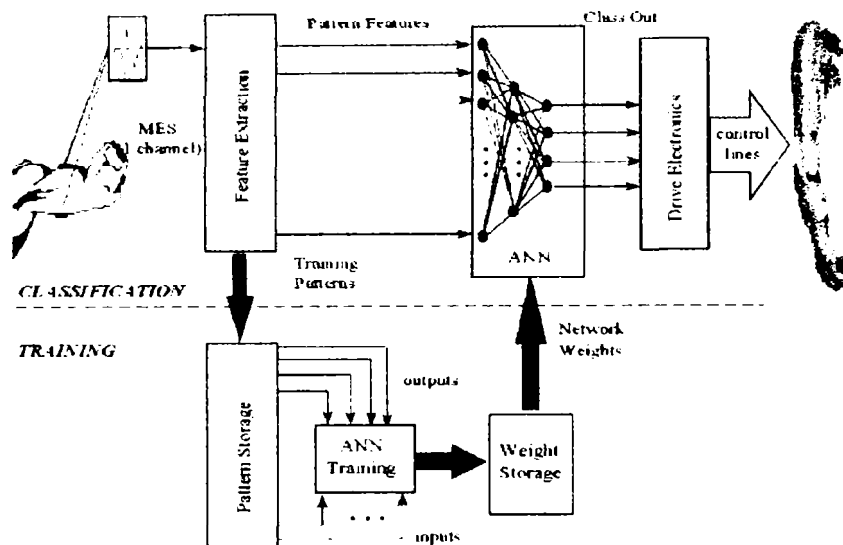 Pattern Features
Class Out
Feature Extraction
MES
(1 channel)
Drive Electronics
control
lines
ANN
Training
Patterns
CLASSIFICATION
TRAINING
Network
Weights
Pattern Storage
outputs
ANN
Training
Weight
Storage
inputs